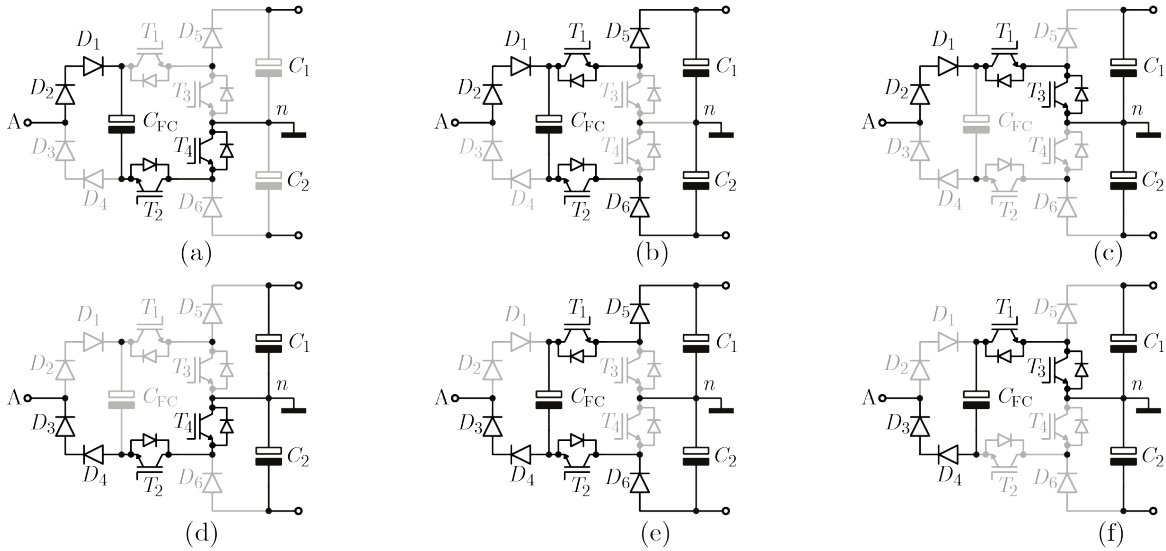 D1 T1 D5 C1
D2 T3 n
A CFC
D3 T4 C2
D4 T2 D6
(a)
D1 T1 D5 C1
D2 T3 n
A CFC
D3 T4 C2
D4 T2 D6
(b)
D1 T1 D5 C1
D2 T3 n
A CFC
D3 T4 C2
D4 T2 D6
(c)
D1 T1 D5 C1
D2 T3 n
A CFC
D3 T4 C2
D4 T2 D6
(d)
D1 T1 D5 C1
D2 T3 n
A CFC
D3 T4 C2
D4 T2 D6
(e)
D1 T1 D5 C1
D2 T3 n
A CFC
D3 T4 C2
D4 T2 D6
(f)